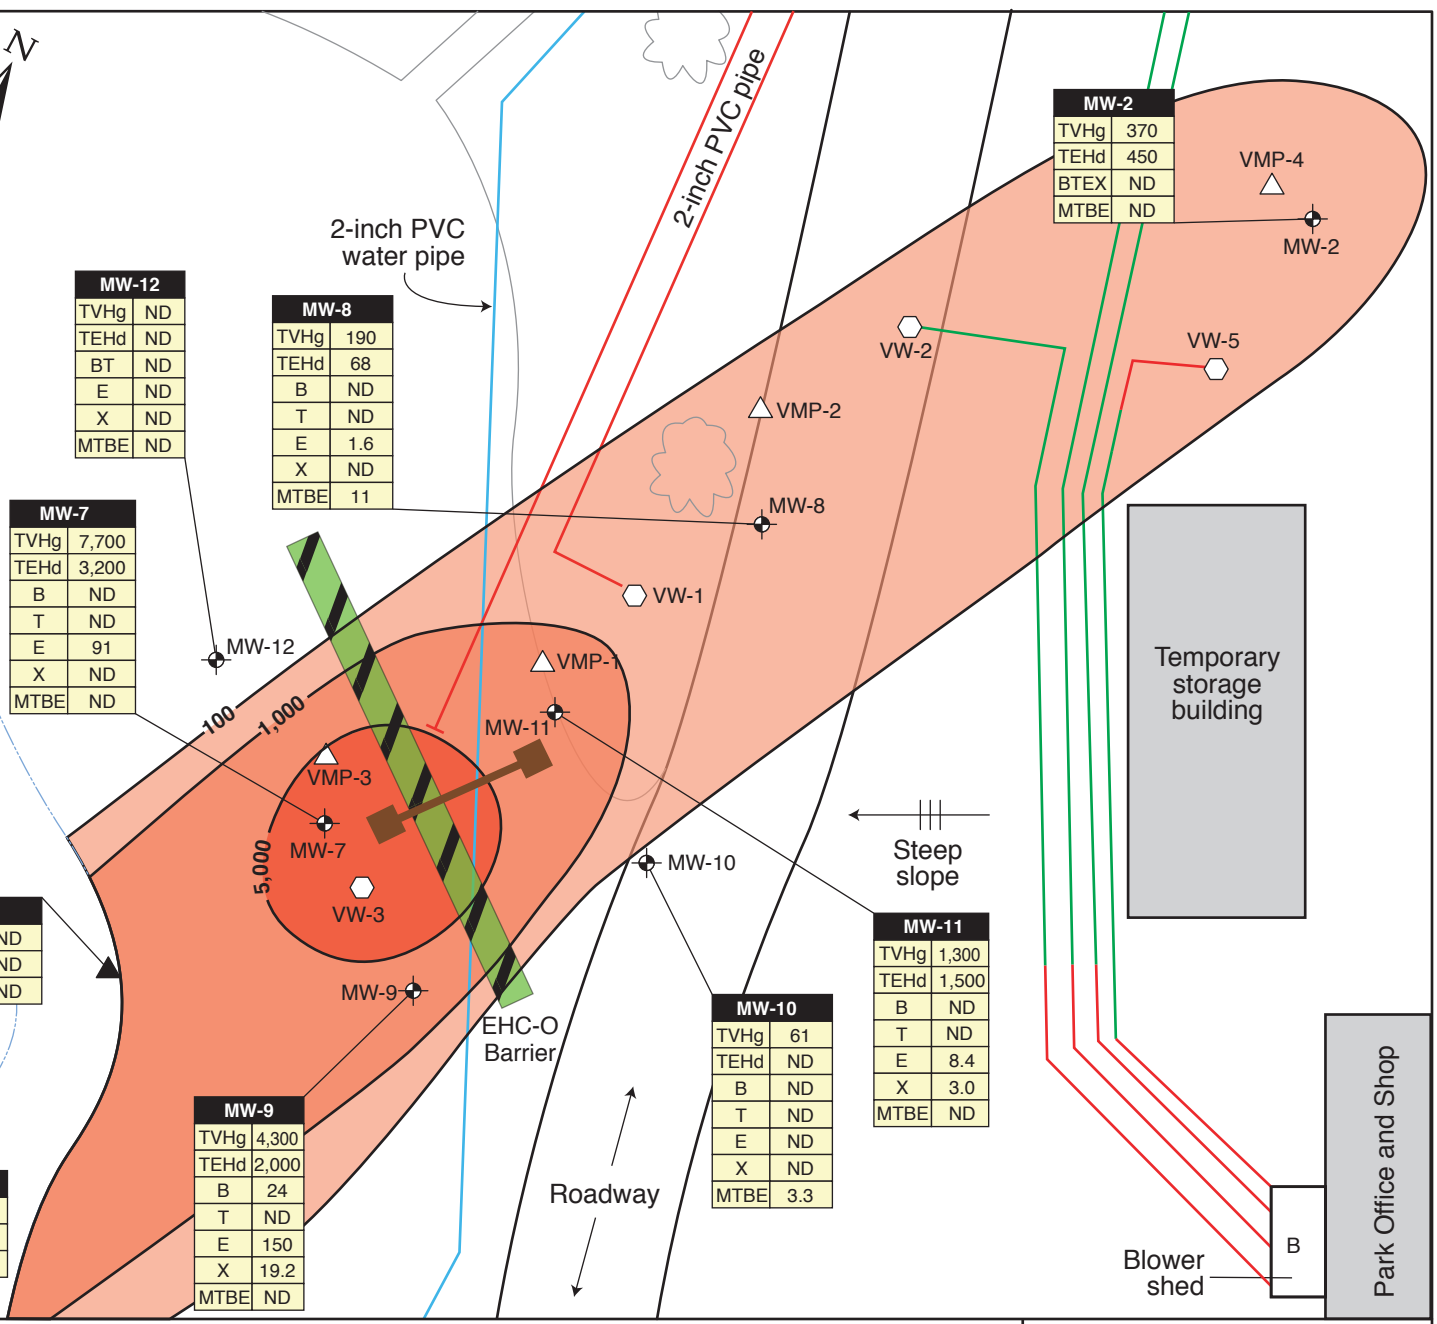 N
2-inch PVC pipe
MW-2
TVHg 370
TEHd 450
BTEX ND
MTBE ND
VMP-4
MW-2
2-inch PVC
water pipe
MW-12
TVHg ND
TEHd ND
BT ND
E ND
X ND
MTBE ND
MW-8
TVHg 190
TEHd 68
B ND
T ND
E 1.6
X ND
MTBE 11
VW-2
VW-5
VMP-2
MW-8
MW-7
TVHg 7,700
TEHd 3,200
B ND
T ND
E 91
X ND
MTBE ND
VW-1
MW-12
VMP-1
100
1,000
MW-11
VMP-3
MW-7
5,000
VW-3
MW-10
Steep
slope
Temporary
storage
building
ND
ND
ND
MW-9
EHC-O
Barrier
MW-11
TVHg 1,300
TEHd 1,500
B ND
T ND
E 8.4
X 3.0
MTBE ND
MW-10
TVHg 61
TEHd ND
B ND
T ND
E ND
X ND
MTBE 3.3
MW-9
TVHg 4,300
TEHd 2,000
B 24
T ND
E 150
X 19.2
MTBE ND
Roadway
Blower
shed
B
Park Office and Shop